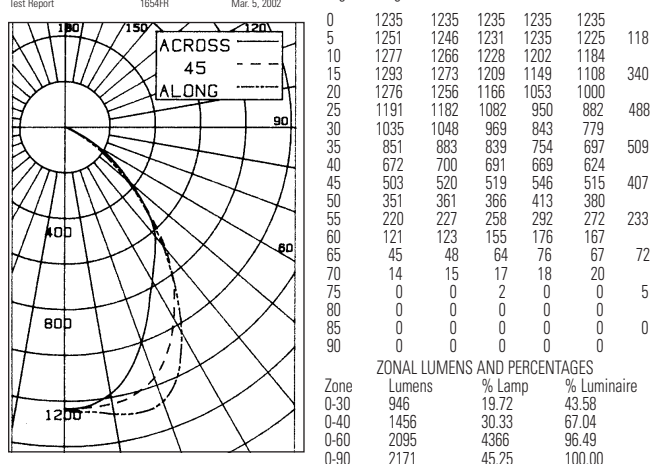 Test Report 1654FR Mar. 5, 2002
180 150 120
ACROSS
45
ALONG
90
60
400
800
1200
0 1235 1235 1235 1235 1235
5 1251 1246 1231 1235 1225 118
10 1277 1266 1228 1202 1184
15 1293 1273 1209 1149 1108 340
20 1276 1256 1166 1053 1000
25 1191 1182 1082 950 882 488
30 1035 1048 969 843 779
35 851 883 839 754 697 509
40 672 700 691 669 624
45 503 520 519 546 515 407
50 351 361 366 413 380
55 220 227 258 292 272 233
60 121 123 155 176 167
65 45 48 64 76 67 72
70 14 15 17 18 20
75 0 0 2 0 0 5
80 0 0 0 0 0
85 0 0 0 0 0 0
90 0 0 0 0 0
ZONAL LUMENS AND PERCENTAGES
Zone Lumens % Lamp % Luminaire
0-30 946 19.72 43.58
0-40 1456 30.33 67.04
0-60 2095 4366 96.49
0-90 2171 45.25 100.00